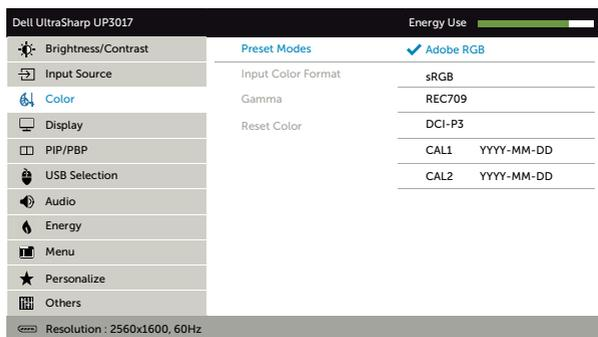 Dell UltraSharp UP3017 Energy Use
Brightness/Contrast Preset Modes Adobe RGB
Input Source Input Color Format sRGB
Color Gamma REC709
Display Reset Color DCI-P3
PIP/PBP CAL1 YYYY-MM-DD
USB Selection CAL2 YYYY-MM-DD
Audio
Energy
Menu
Personalize
Others
Resolution : 2560x1600, 60Hz